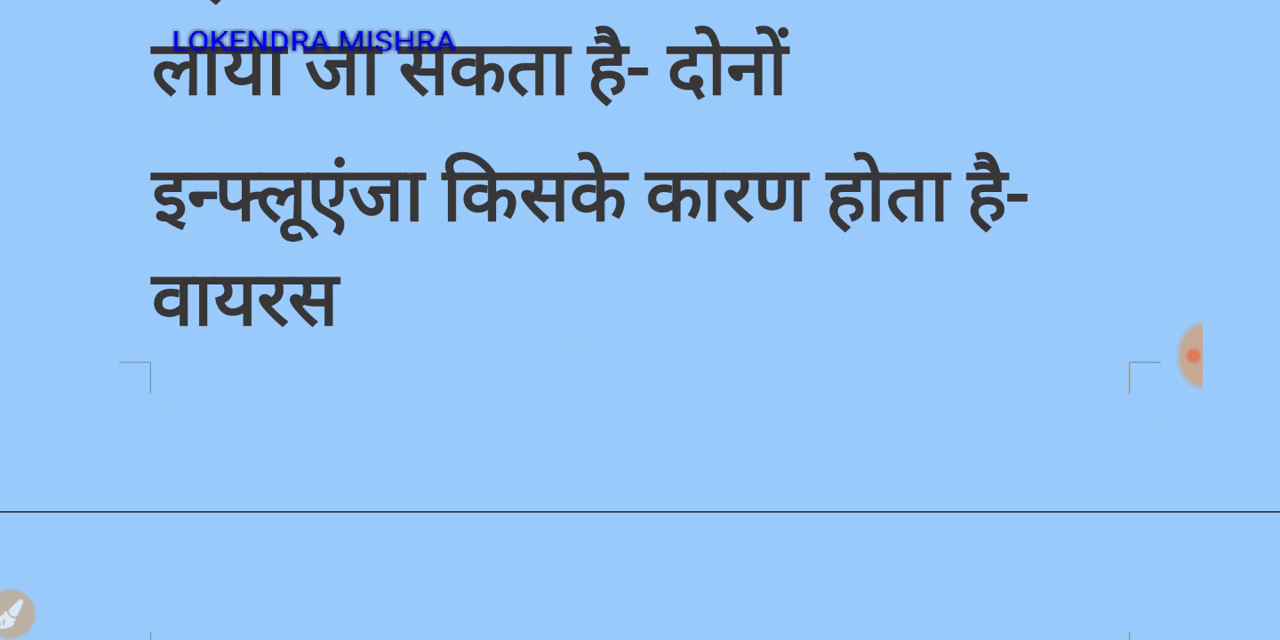 LOKENDRA MISHRA
लाया जा सकता है- दोनों
इन्फ्लूएंजा किसके कारण होता है-
वायरस